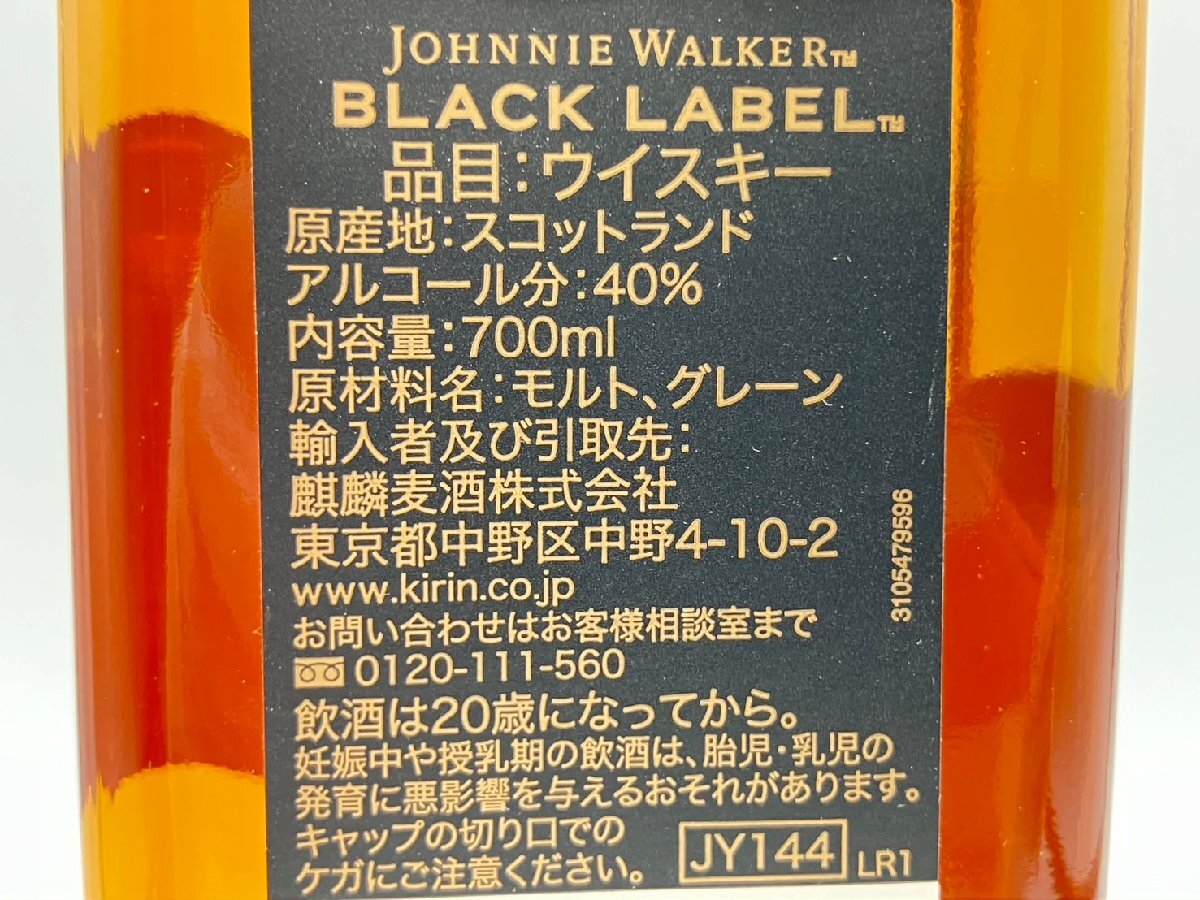 JOHNNIE WALKER™
BLACK LABEL™
品目：ウイスキー
原産地：スコットランド
アルコール分：40%
内容量：700ml
原材料名：モルト、グレーン
輸入者及び引取先：
麒麟麦酒株式会社
東京都中野区中野4-10-2
www.kirin.co.jp
お問い合わせはお客様相談室まで
0120-111-560
飲酒は20歳になってから。
妊娠中や授乳期の飲酒は、胎児・乳児の
発育に悪影響を与えるおそれがあります。
キャップの切り口での
ケガにご注意ください。
JY144 LR1
3105479596